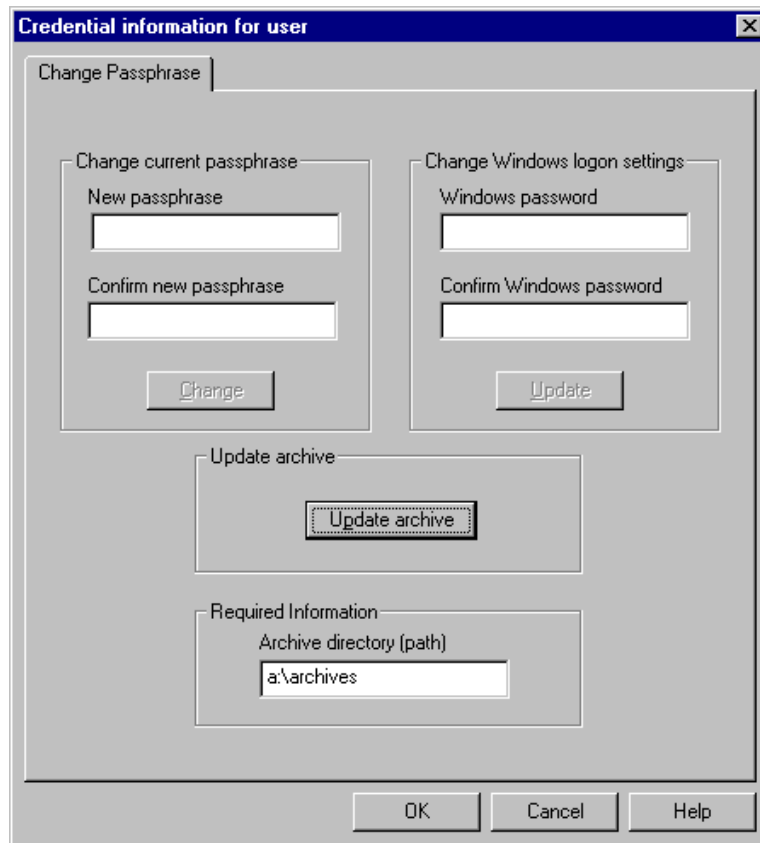 Credential information for user
Change Passphrase
Change current passphrase
New passphrase
Confirm new passphrase
Change
Change Windows logon settings
Windows password
Confirm Windows password
Update
Update archive
Update archive
Required Information
Archive directory (path)
a:\archives
OK
Cancel
Help